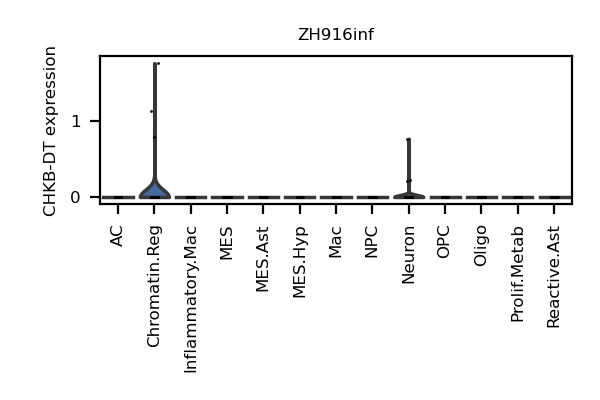 ZH916inf
CHKB-DT expression
1
0
AC
Chromatin.Reg
Inflammatory.Mac
MES
MES.Ast
MES.Hyp
Mac
NPC
Neuron
OPC
Oligo
Prolif.Metab
Reactive.Ast